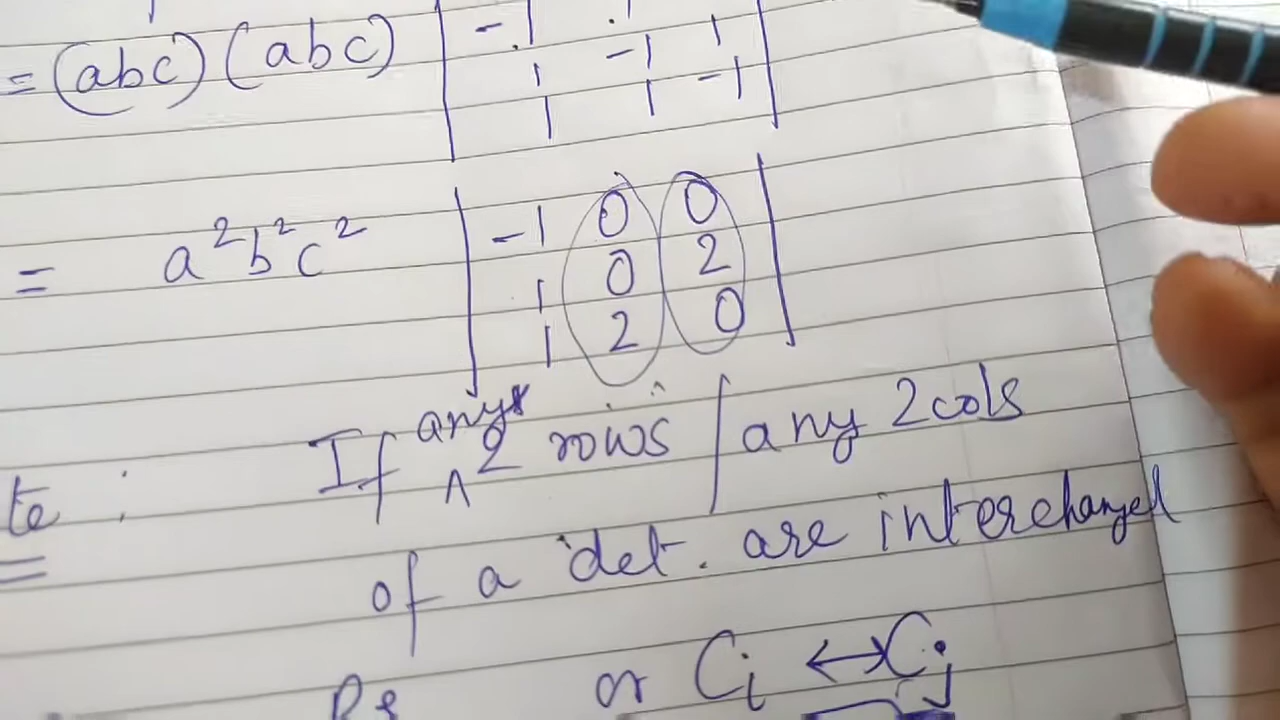 = (abc) (abc) | -1 1 1
1 -1 1
1 1 -1 |
= a²b²c² | -1 0 0
1 0 2
1 2 0 |
te : If any 2 rows / any 2 cols
of a det. are interchanged
or Ci ↔ Cj